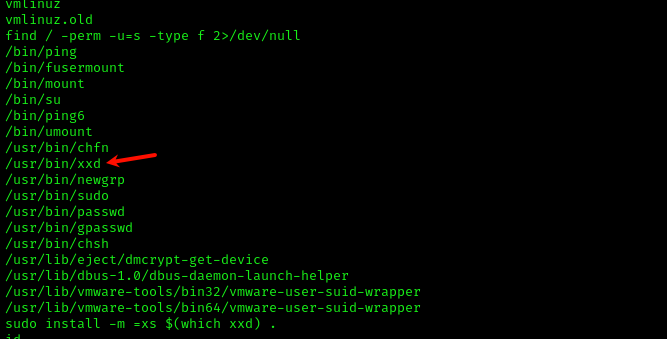 vmlinuz
vmlinuz.old
find / -perm -u=s -type f 2>/dev/null
/bin/ping
/bin/fusermount
/bin/mount
/bin/su
/bin/ping6
/bin/umount
/usr/bin/chfn
/usr/bin/xxd
/usr/bin/newgrp
/usr/bin/sudo
/usr/bin/passwd
/usr/bin/gpasswd
/usr/bin/chsh
/usr/lib/eject/dmcrypt-get-device
/usr/lib/dbus-1.0/dbus-daemon-launch-helper
/usr/lib/vmware-tools/bin32/vmware-user-suid-wrapper
/usr/lib/vmware-tools/bin64/vmware-user-suid-wrapper
sudo install -m =xs $(which xxd) .
id